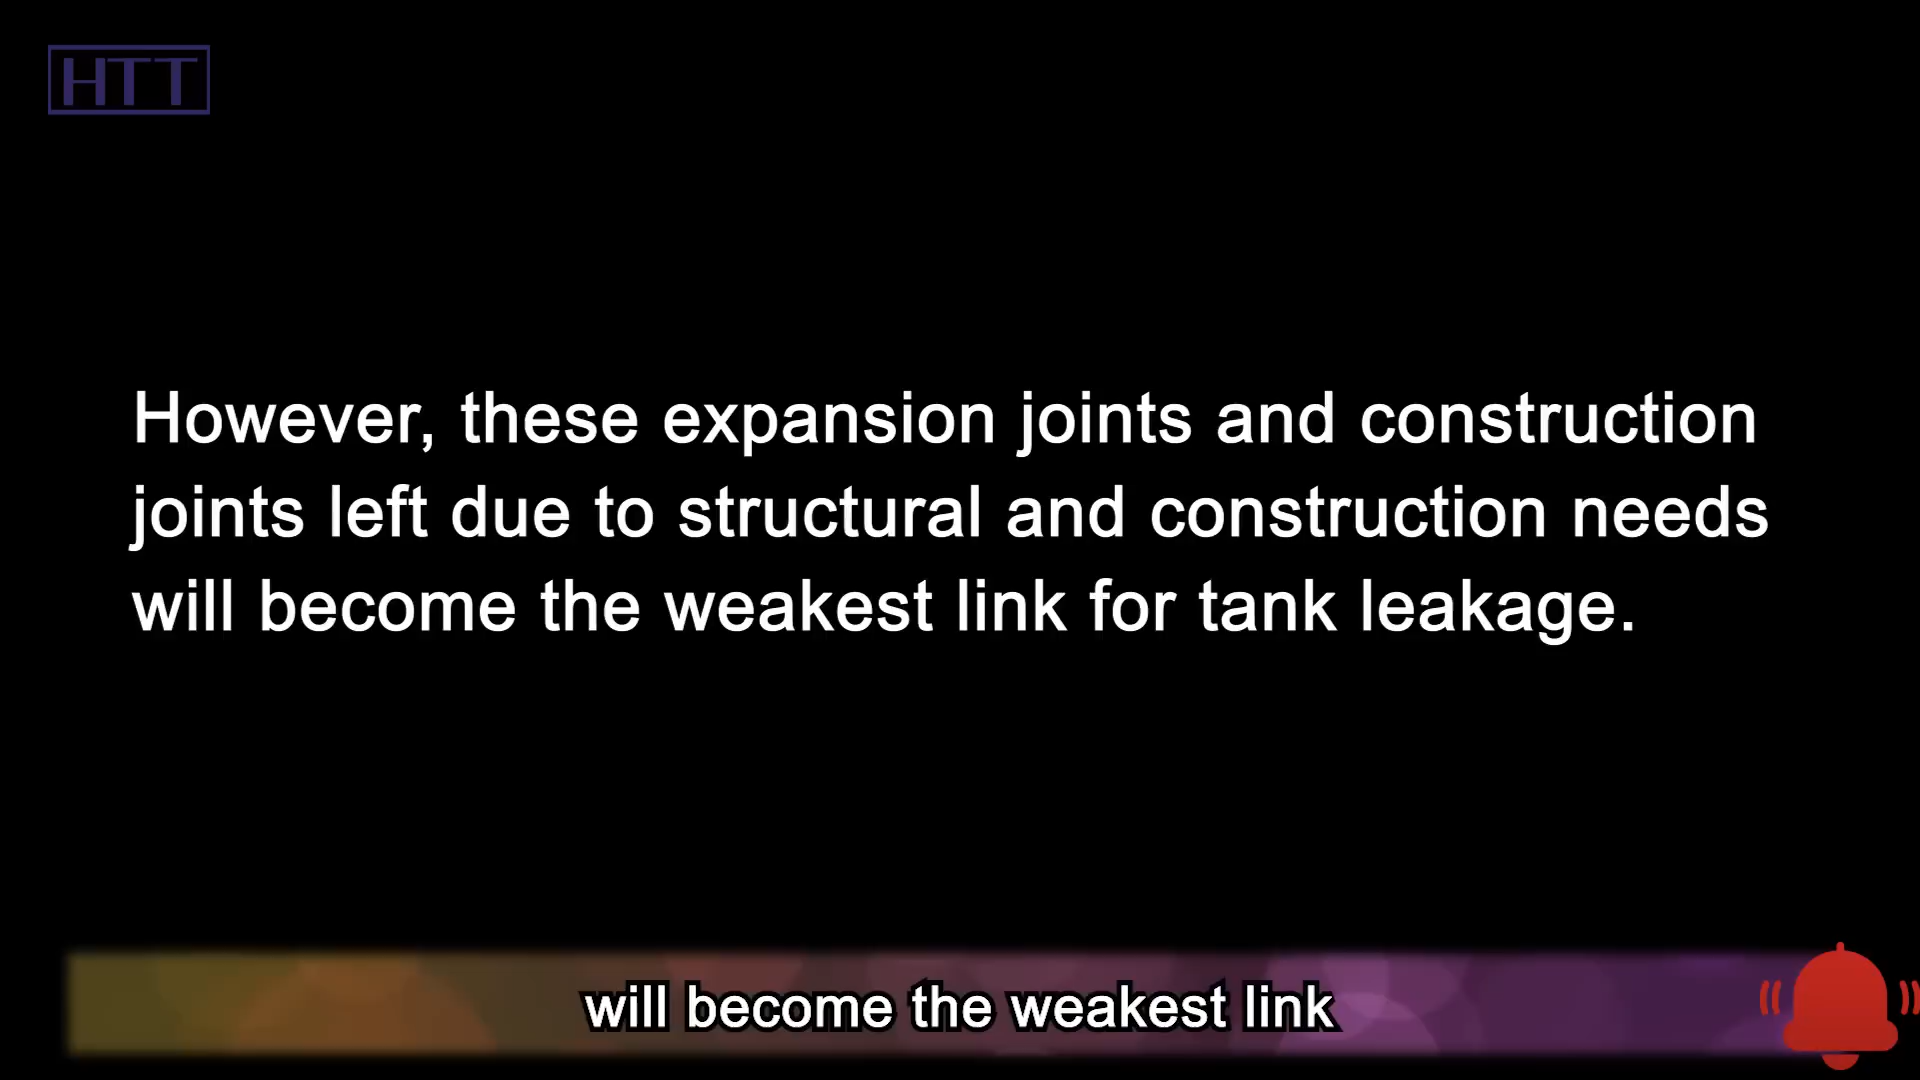 HTT
However, these expansion joints and construction
joints left due to structural and construction needs
will become the weakest link for tank leakage.
will become the weakest link